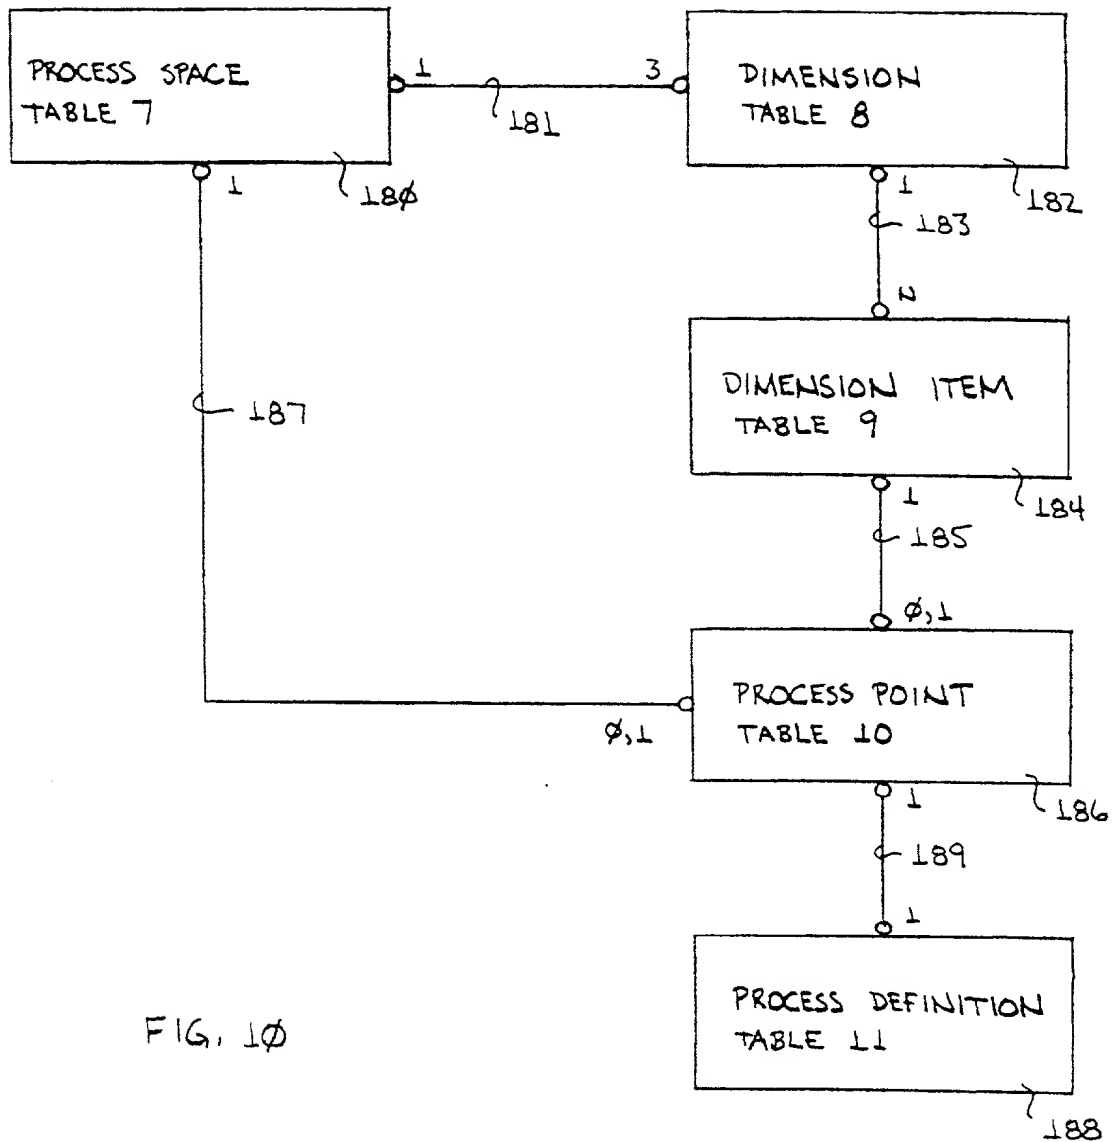 PROCESS SPACE
TABLE 7
1
181
3
DIMENSION
TABLE 8
1
18Ø
182
1
183
N
DIMENSION ITEM
TABLE 9
187
1
184
185
Ø,1
PROCESS POINT
TABLE 10
Ø,1
1
186
189
1
PROCESS DEFINITION
TABLE 11
188
FIG. 1Ø